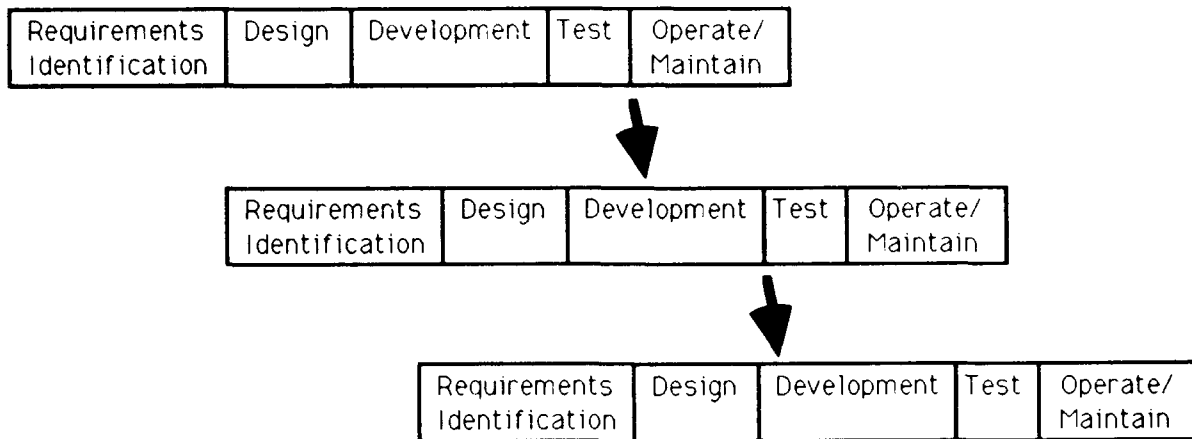 Requirements Identification
Design
Development
Test
Operate/
Maintain
Requirements Identification
Design
Development
Test
Operate/
Maintain
Requirements Identification
Design
Development
Test
Operate/
Maintain